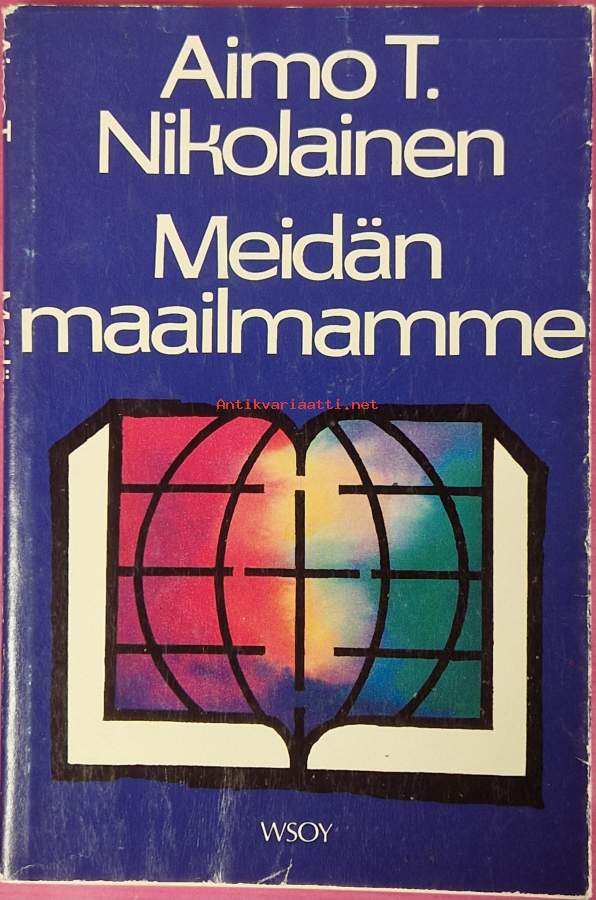 Aimo T.
Nikolainen
Meidän
maailmamme
Antikvariaatti.net
WSOY